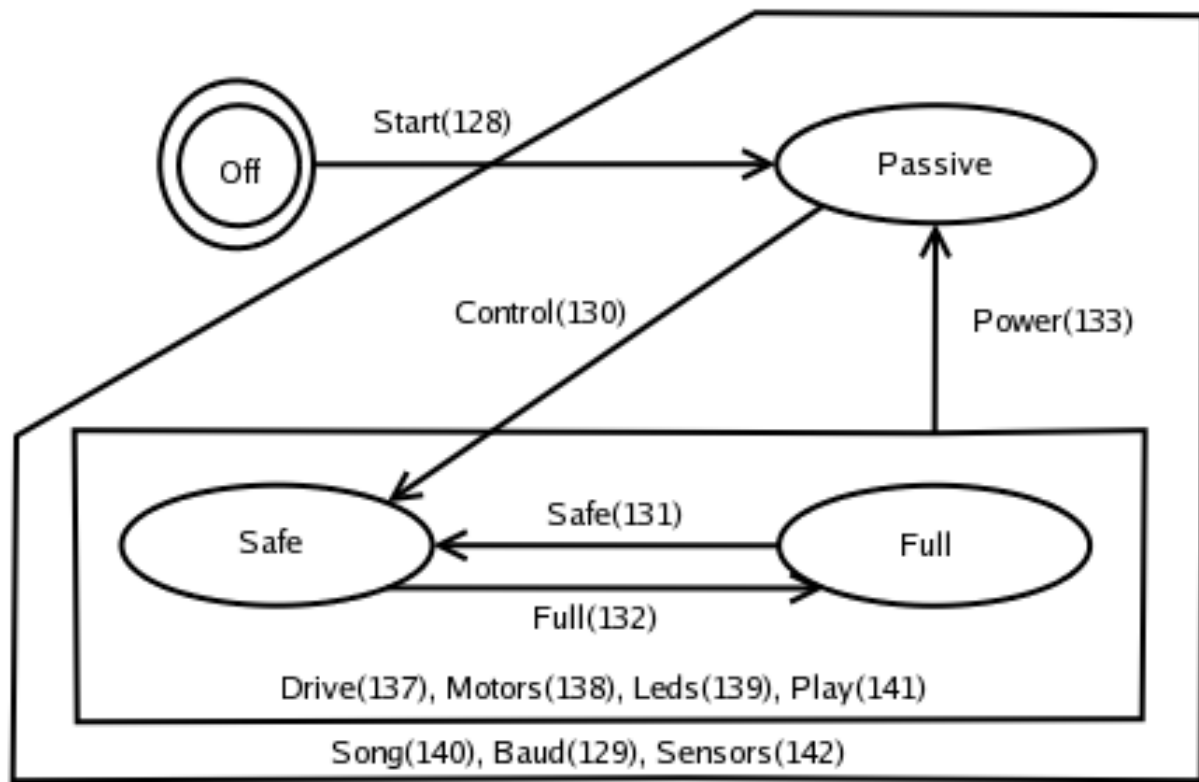 Start(128)
Off
Passive
Control(130)
Power(133)
Safe(131)
Safe
Full
Full(132)
Drive(137), Motors(138), Leds(139), Play(141)
Song(140), Baud(129), Sensors(142)